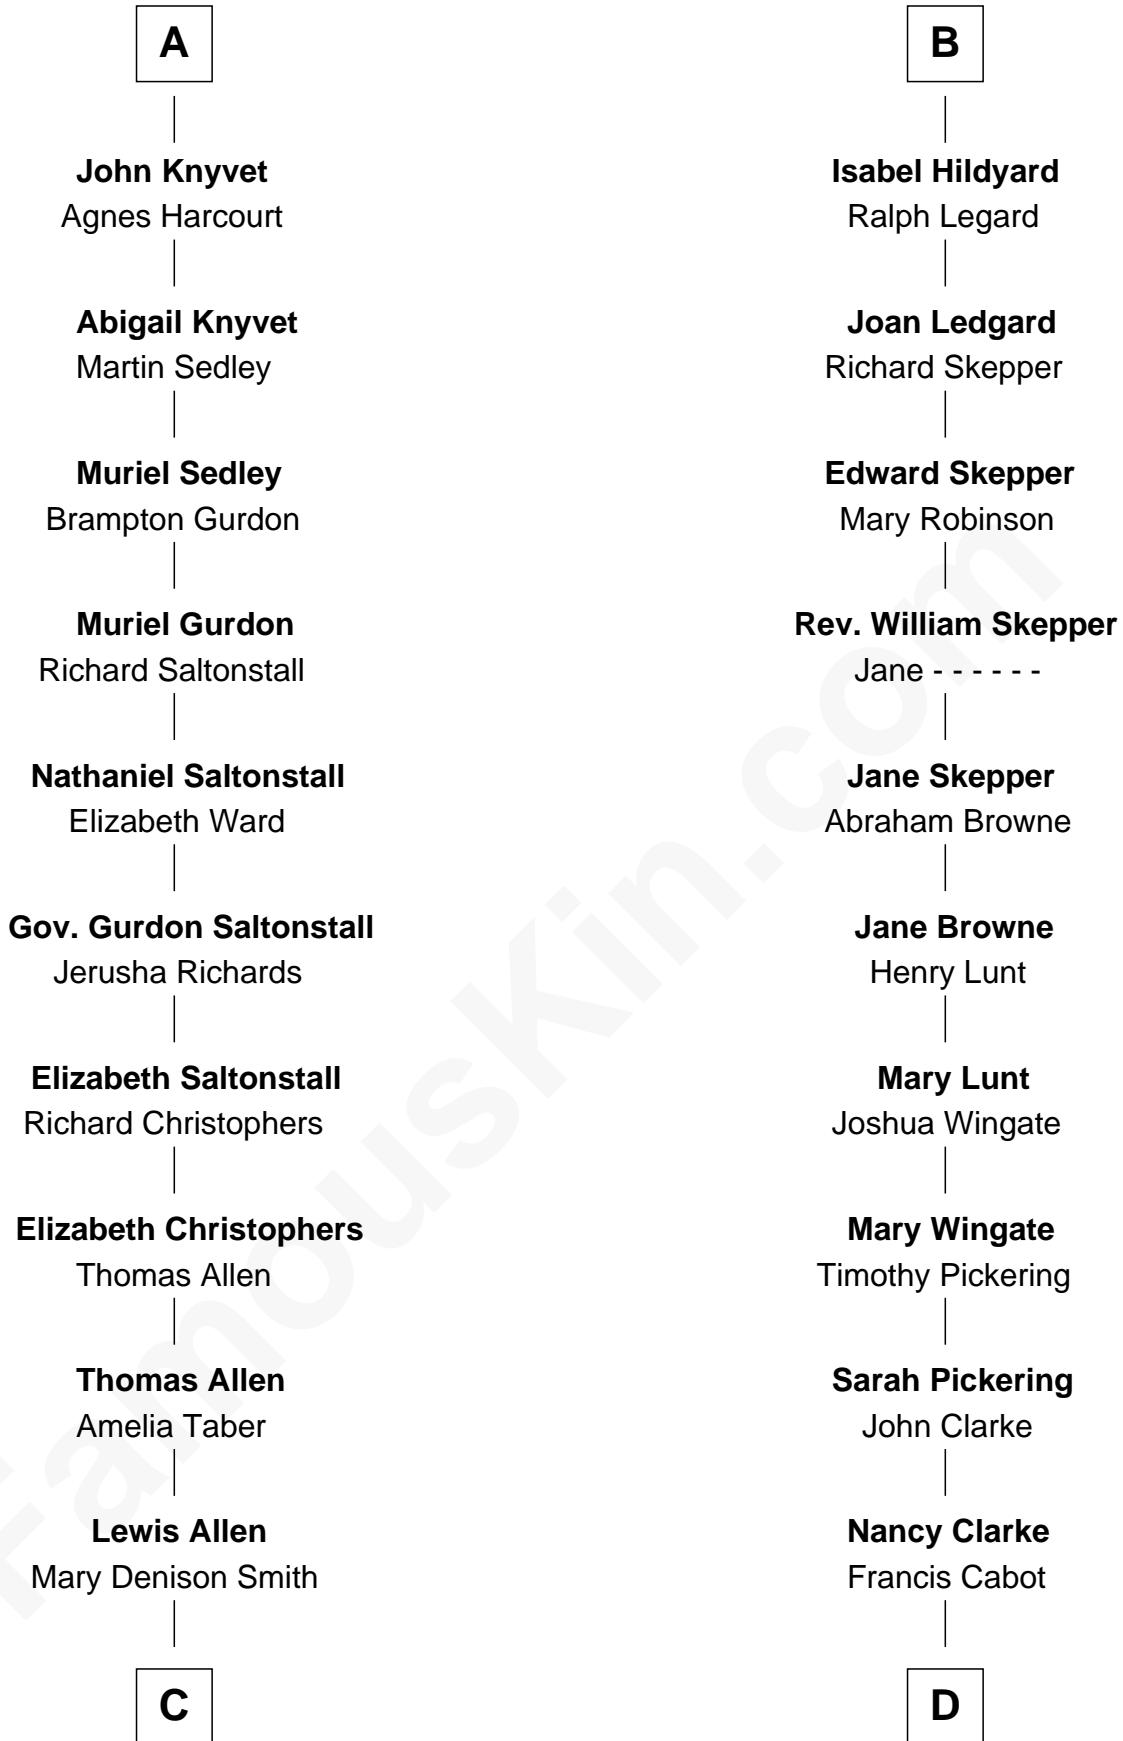 A
John Knyvet
Agnes Harcourt
Abigail Knyvet
Martin Sedley
Muriel Sedley
Brampton Gurdon
Muriel Gurdon
Richard Saltonstall
Nathaniel Saltonstall
Elizabeth Ward
Gov. Gurdon Saltonstall
Jerusha Richards
Elizabeth Saltonstall
Richard Christophers
Elizabeth Christophers
Thomas Allen
Thomas Allen
Amelia Taber
Lewis Allen
Mary Denison Smith
C
B
Isabel Hildyard
Ralph Legard
Joan Ledgard
Richard Skepper
Edward Skepper
Mary Robinson
Rev. William Skepper
Jane - - - - - -
Jane Skepper
Abraham Browne
Jane Browne
Henry Lunt
Mary Lunt
Joshua Wingate
Mary Wingate
Timothy Pickering
Sarah Pickering
John Clarke
Nancy Clarke
Francis Cabot
D
FamousKin.com